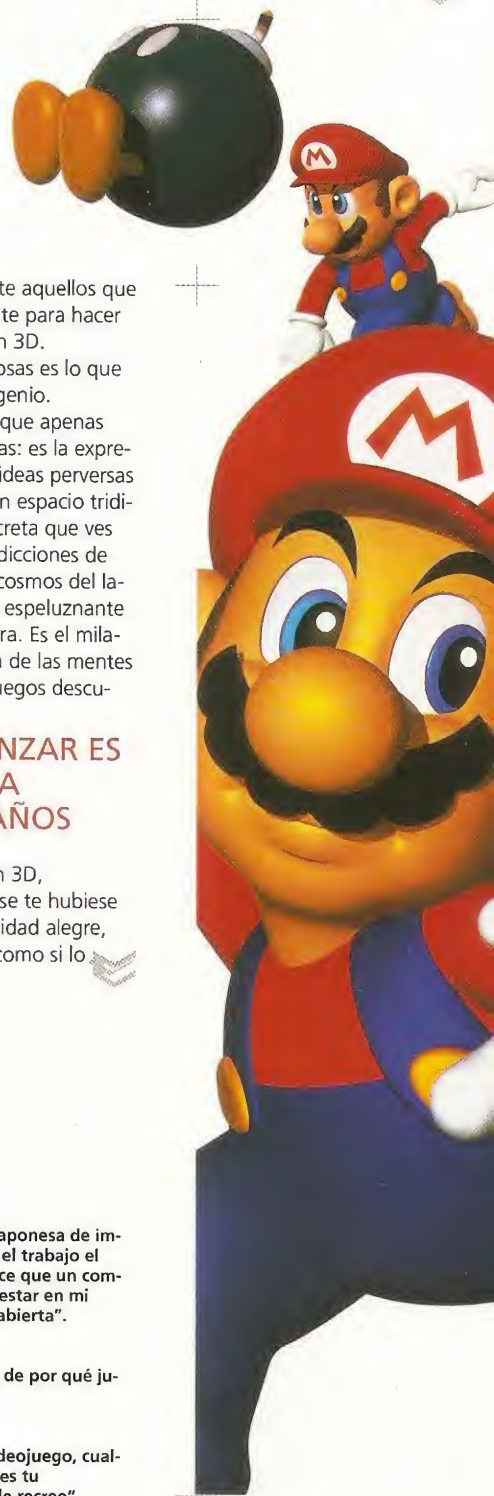 te aquellos que
te para hacer
n 3D.
osas es lo que
genio.
que apenas
as: es la expre-
ideas perversas
n espacio tridi-
creta que ves
dicciones de
cosmos del la-
espeluznante
ra. Es el mila-
a de las mentes
uegos descu-
NZAR ES
A
AÑOS
n 3D,
se te hubiese
idad alegre,
como si lo
aponesa de im-
el trabajo el
ce que un com-
estar en mi
abierta".
de por qué ju-
deojuego, cual-
es tu
de recreo".
M
M